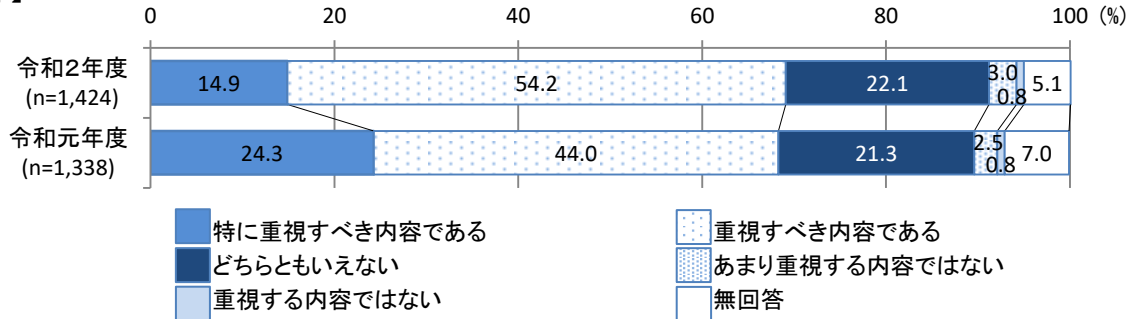 0 20 40 60 80 100 (%)
令和2年度
(n=1,424)
14.9 54.2 22.1 3.0 0.8 5.1
令和元年度
(n=1,338)
24.3 44.0 21.3 2.5 0.8 7.0
特に重視すべき内容である 重視すべき内容である
どちらともいえない あまり重視する内容ではない
重視する内容ではない 無回答